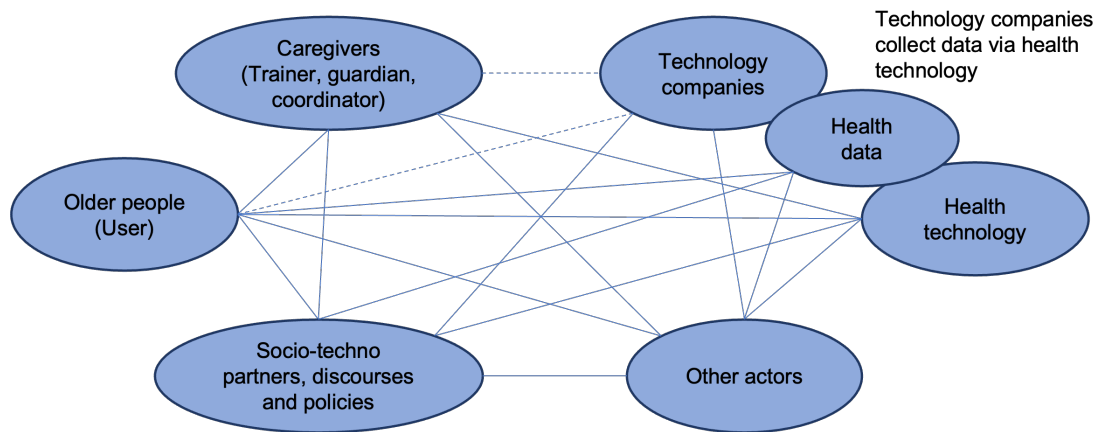 Technology companies
collect data via health
technology
Caregivers
(Trainer, guardian,
coordinator)
Technology
companies
Health
data
Older people
(User)
Health
technology
Socio-techno
partners, discourses
and policies
Other actors